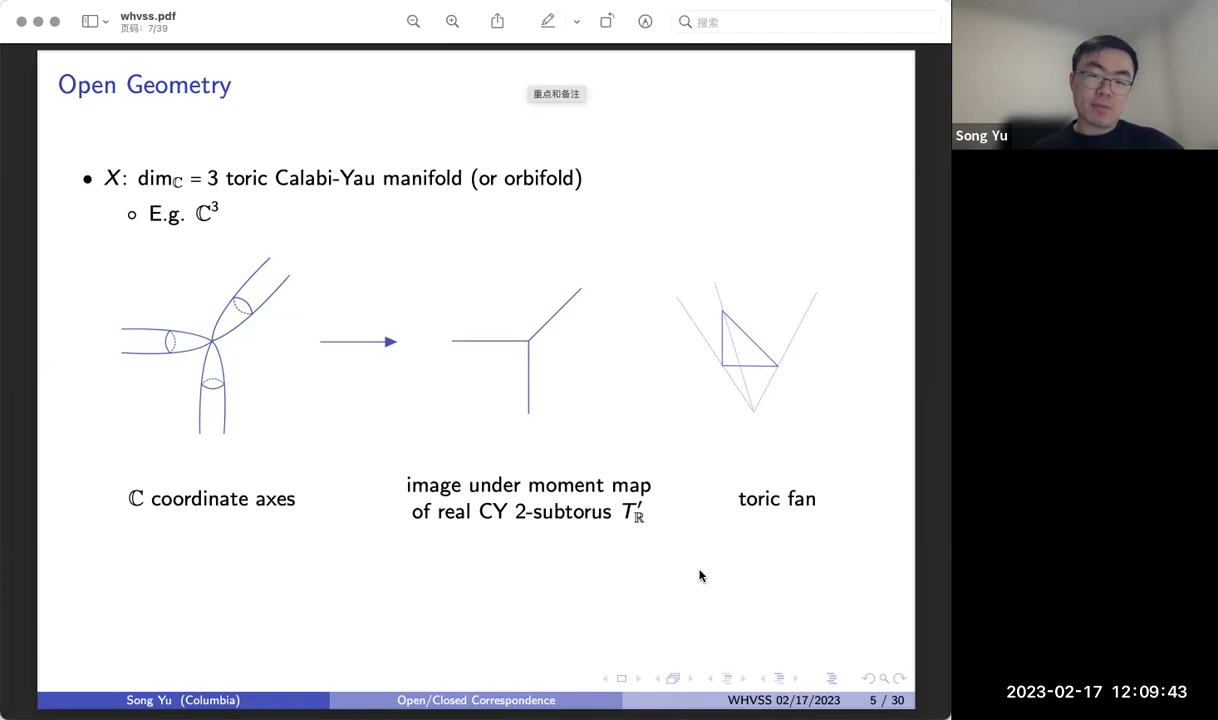 whvss.pdf
页码：7/39
搜索
Open Geometry
重点和备注
• X: dimℂ = 3 toric Calabi-Yau manifold (or orbifold)
∘ E.g. ℂ³
ℂ coordinate axes
image under moment map
of real CY 2-subtorus T′ℝ
toric fan
Song Yu (Columbia)
Open/Closed Correspondence
WHVSS 02/17/2023
5 / 30
Song Yu
2023-02-17 12:09:43